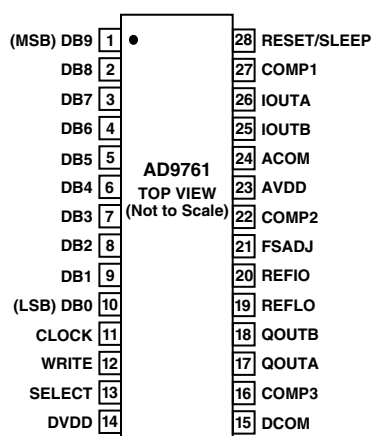 (MSB) DB9 1 28 RESET/SLEEP
DB8 2 27 COMP1
DB7 3 26 IOUTA
DB6 4 25 IOUTB
DB5 5 24 ACOM
AD9761
DB4 6 23 AVDD
TOP VIEW
DB3 7 22 COMP2
(Not to Scale)
DB2 8 21 FSADJ
DB1 9 20 REFIO
(LSB) DB0 10 19 REFLO
CLOCK 11 18 QOUTB
WRITE 12 17 QOUTA
SELECT 13 16 COMP3
DVDD 14 15 DCOM